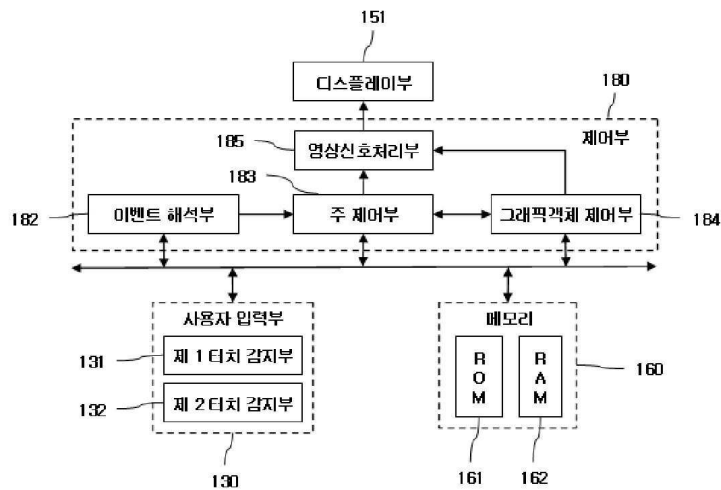 151
디스플레이부
180
제어부
185
영상신호처리부
183
182
이벤트 해석부
주 제어부
그래픽객체 제어부
184
사용자 입력부
메모리
131
제 1 터치 감지부
132
제 2 터치 감지부
ROM
RAM
160
130
161
162